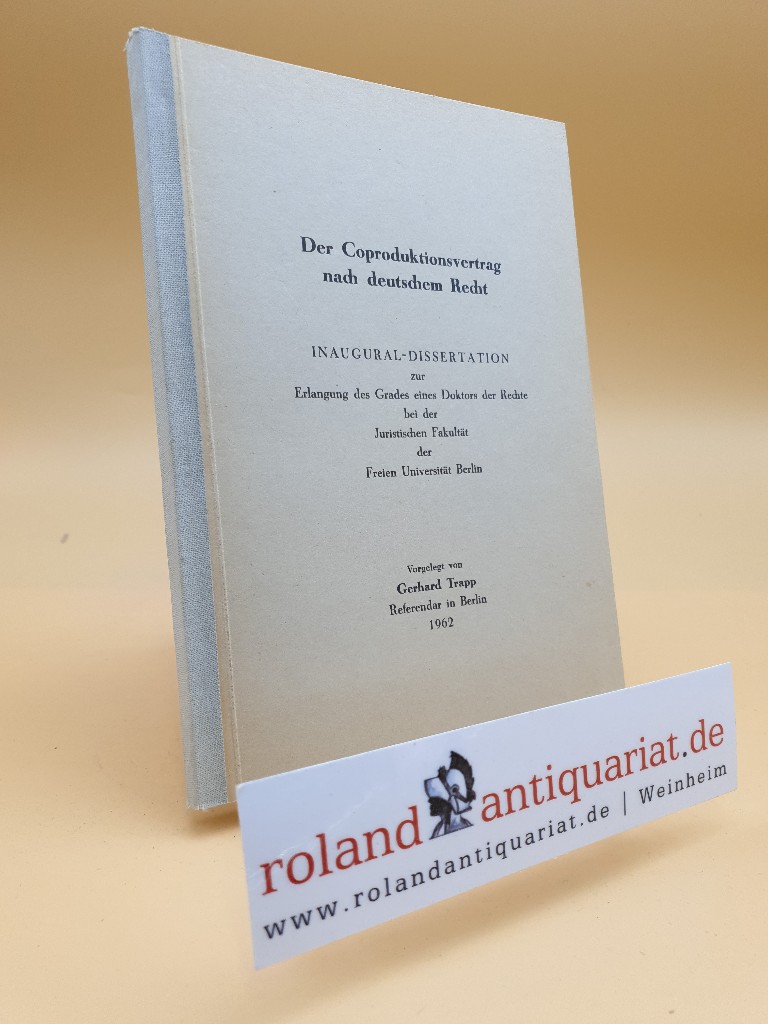 Der Coproduktionsvertrag
nach deutschem Recht
INAUGURAL-DISSERTATION
zur
Erlangung des Grades eines Doktors der Rechte
bei der
Juristischen Fakultät
der
Freien Universität Berlin
Vorgelegt von
Gerhard Trapp
Referendar in Berlin
1962
roland antiquariat.de
www.rolandantiquariat.de | Weinheim